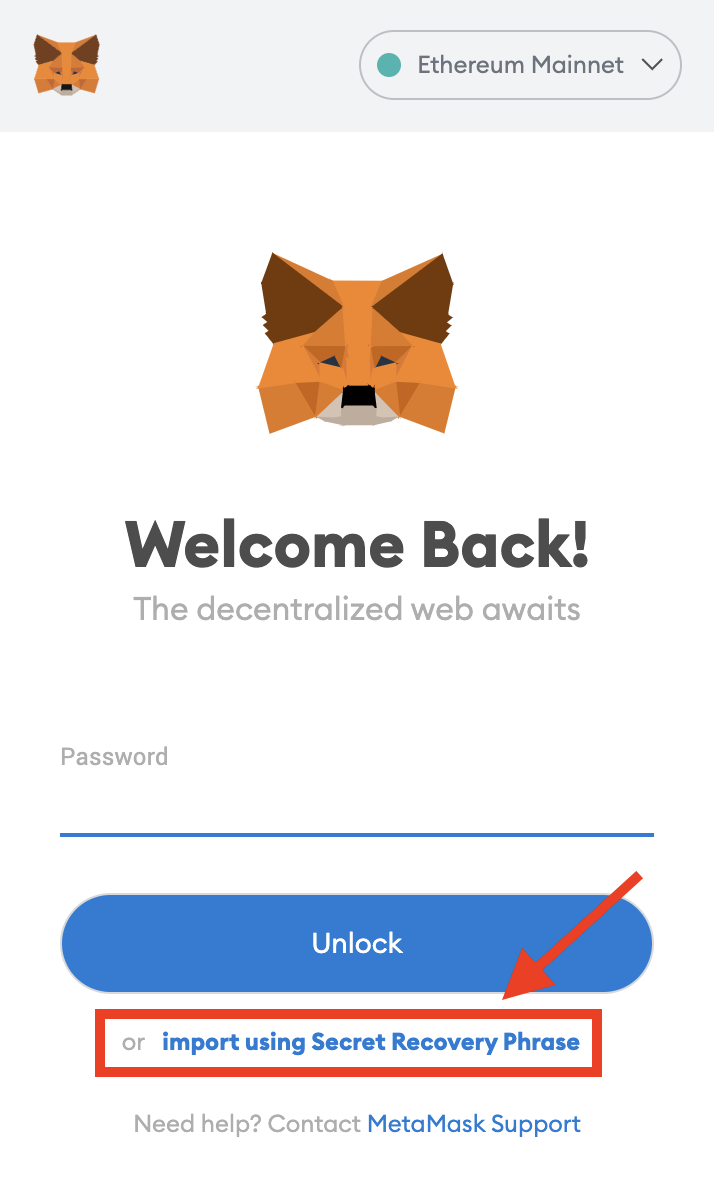 Ethereum Mainnet
Welcome Back!
The decentralized web awaits
Password
Unlock
or import using Secret Recovery Phrase
Need help? Contact MetaMask Support